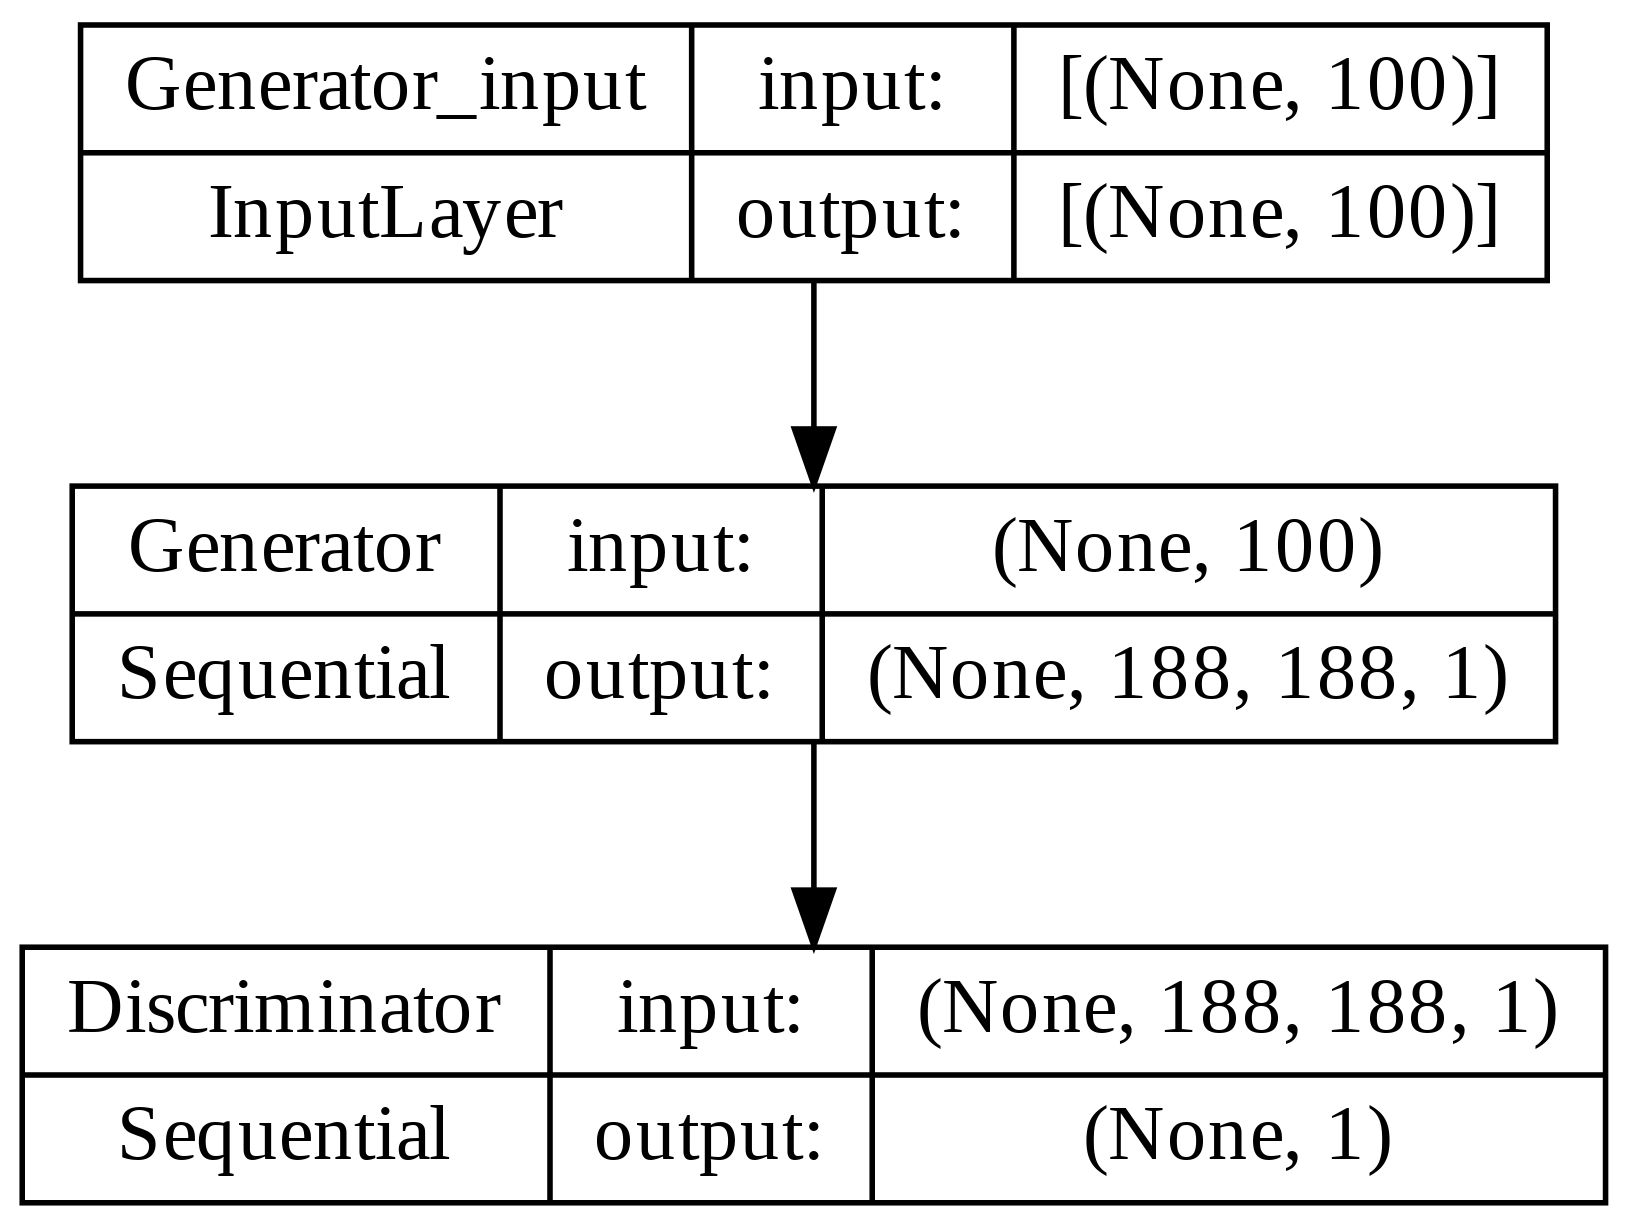 Generator_input input: [(None, 100)]
InputLayer output: [(None, 100)]
Generator input: (None, 100)
Sequential output: (None, 188, 188, 1)
Discriminator input: (None, 188, 188, 1)
Sequential output: (None, 1)